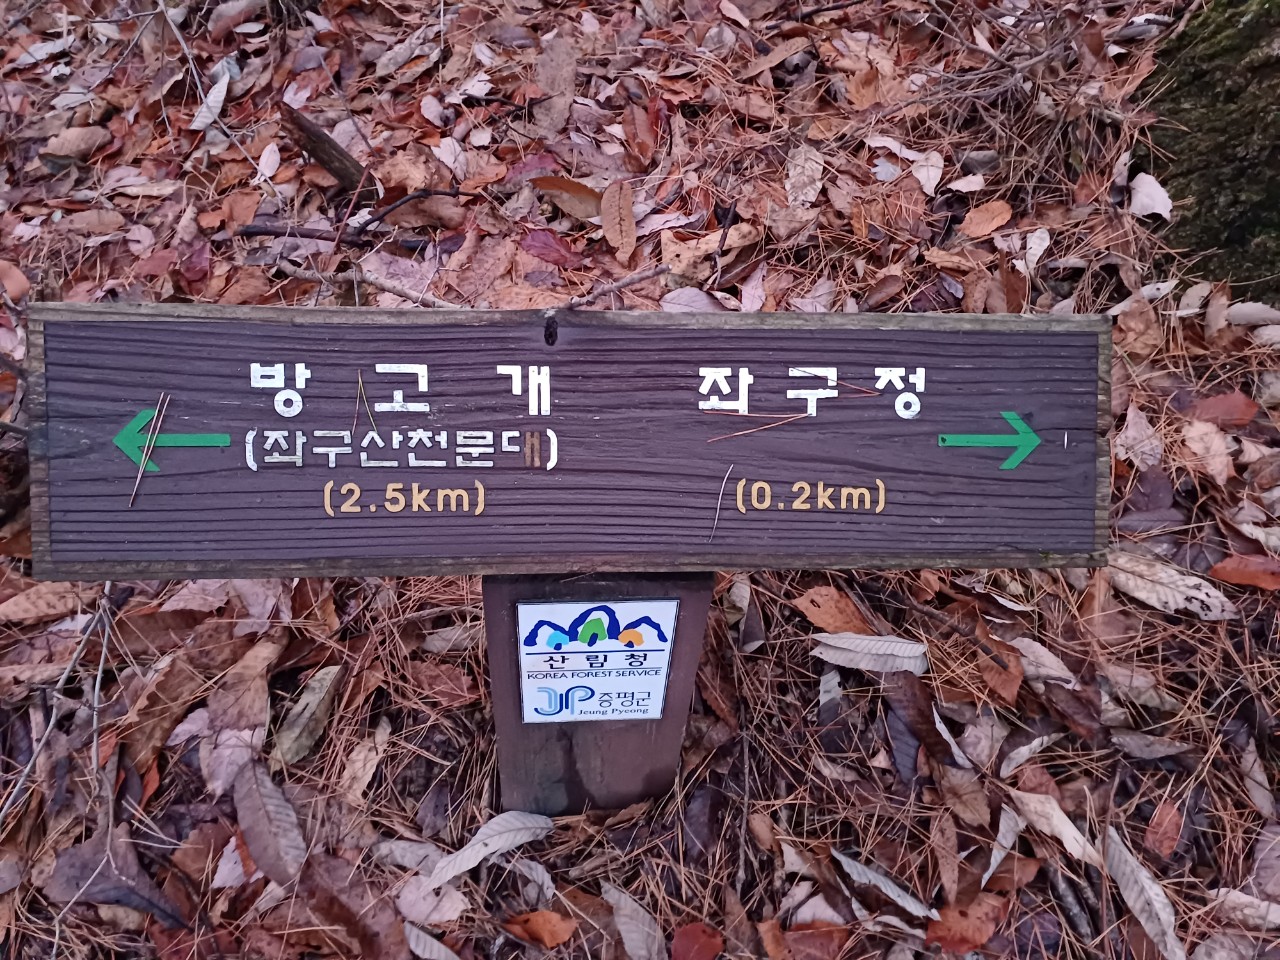 방고개
(좌구산천문대)
(2.5km)
좌구정
(0.2km)
산림청
KOREA FOREST SERVICE
JP 증평군
Jeung Pyeong